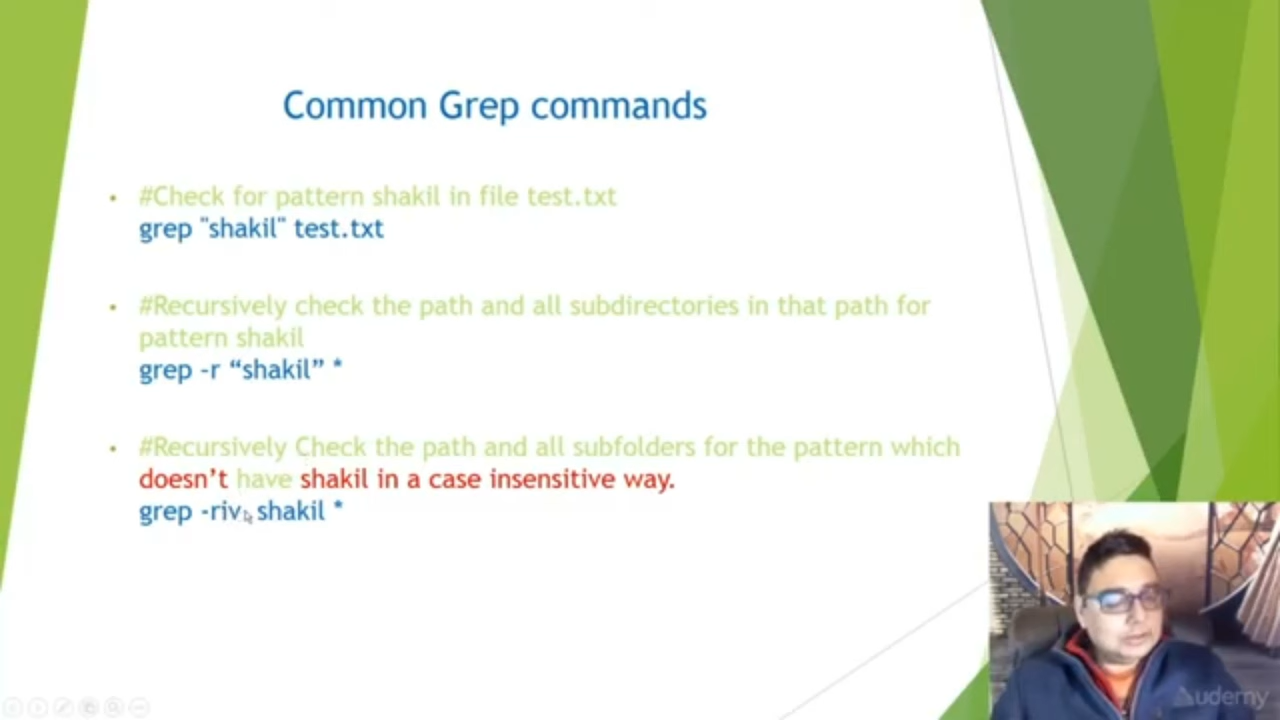 Common Grep commands
• #Check for pattern shakil in file test.txt
grep "shakil" test.txt
• #Recursively check the path and all subdirectories in that path for
pattern shakil
grep -r “shakil” *
• #Recursively Check the path and all subfolders for the pattern which
doesn’t have shakil in a case insensitive way.
grep -riv shakil *
udemy